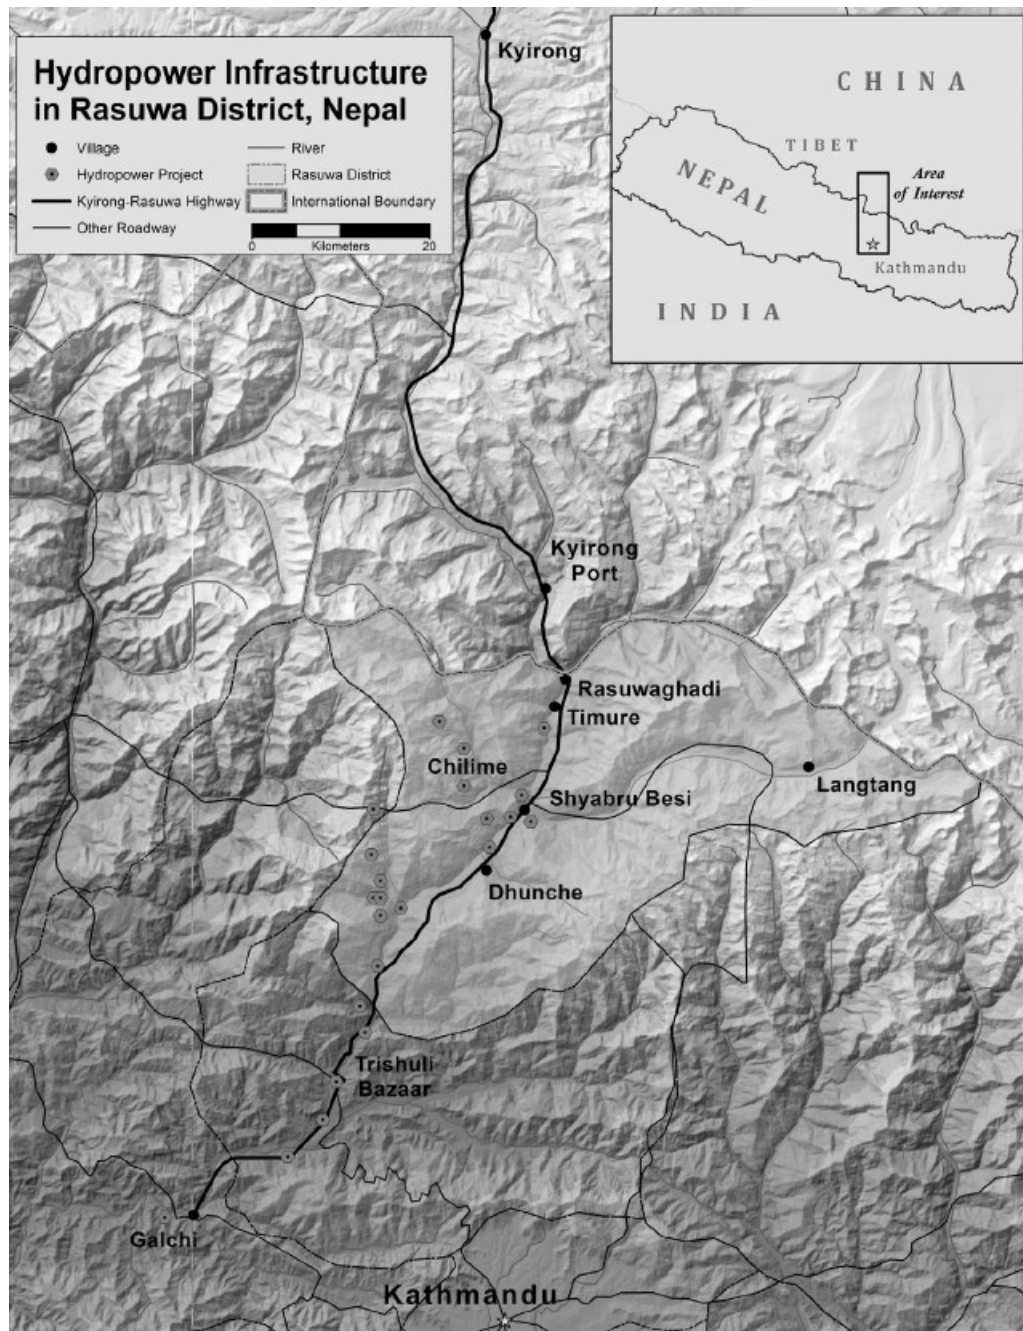 Kyirong
Hydropower Infrastructure
in Rasuwa District, Nepal
Village
Hydropower Project
Kyirong-Rasuwa Highway
Other Roadway
River
Rasuwa District
International Boundary
0
20
Kilometers
CHINA
TIBET
NEPAL
Area
of Interest
Kathmandu
INDIA
Kyirong
Port
Rasuwaghadi
Timure
Chilime
Langtang
Shyabru Besi
Dhunche
Trishuli
Bazaar
Galchi
Kathmandu